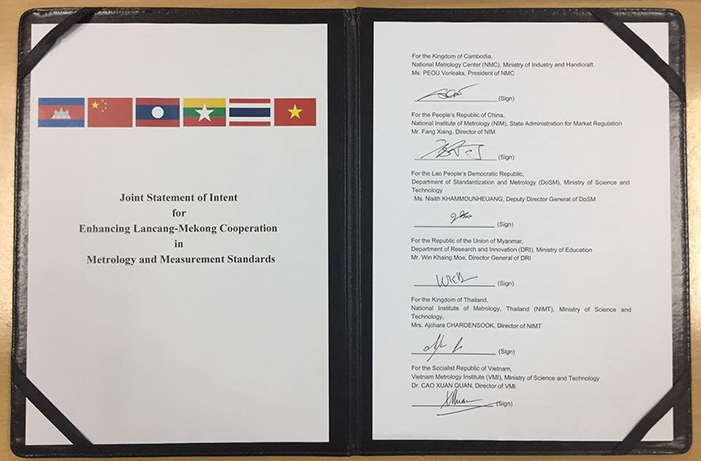 Joint Statement of Intent
for
Enhancing Lancang-Mekong Cooperation
in
Metrology and Measurement Standards
For the Kingdom of Cambodia,
National Metrology Center (NMC), Ministry of Industry and Handicraft
Ms. PEOU Vorleaks, President of NMC
(Sign)
For the People's Republic of China,
National Institute of Metrology (NIM), State Administration for Market Regulation
Mr. Fang Xiang, Director of NIM
(Sign)
For the Lao People's Democratic Republic,
Department of Standardization and Metrology (DoSM), Ministry of Science and
Technology
Ms. Nisith KHAMMOUNHEUANG, Deputy Director General of DoSM
(Sign)
For the Republic of the Union of Myanmar,
Department of Research and Innovation (DRI), Ministry of Education
Mr. Win Khaing Moe, Director General of DRI
(Sign)
For the Kingdom of Thailand,
National Institute of Metrology, Thailand (NIMT), Ministry of Science and
Technology,
Mrs. Ajchara CHAROENSOOK, Director of NIMT
(Sign)
For the Socialist Republic of Vietnam,
Vietnam Metrology Institute (VMI), Ministry of Science and Technology
Dr. CAO XUAN QUAN, Director of VMI
(Sign)